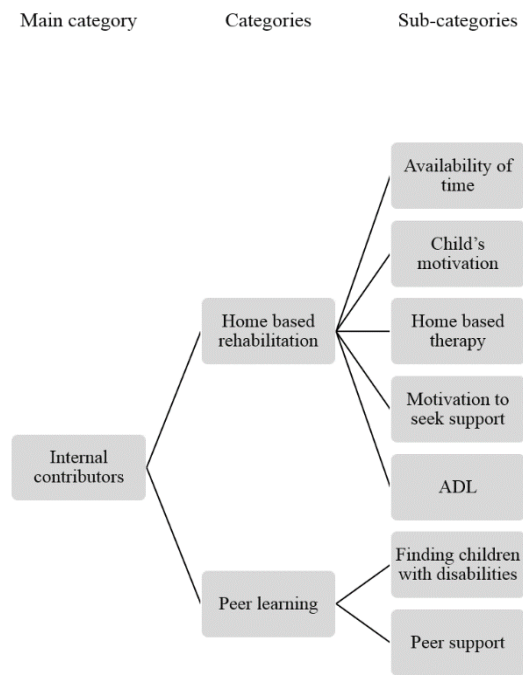 Main category
Categories
Sub-categories
Availability of
time
Child's
motivation
Home based
rehabilitation
Home based
therapy
Motivation to
seek support
Internal
contributors
ADL
Finding children
with disabilities
Peer learning
Peer support